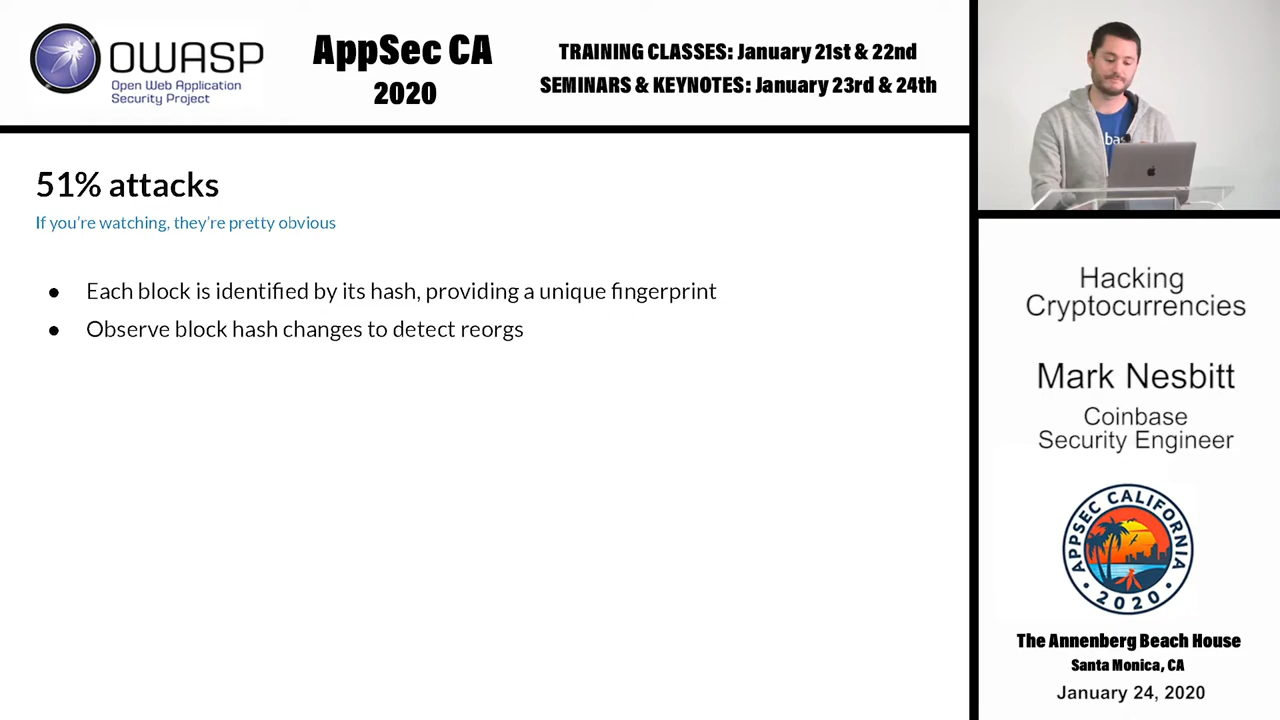 OWASP
Open Web Application
Security Project
AppSec CA
2020
TRAINING CLASSES: January 21st & 22nd
SEMINARS & KEYNOTES: January 23rd & 24th
51% attacks
If you're watching, they're pretty obvious
● Each block is identified by its hash, providing a unique fingerprint
● Observe block hash changes to detect reorgs
Hacking
Cryptocurrencies
Mark Nesbitt
Coinbase
Security Engineer
APPSEC CALIFORNIA
• 2020 •
The Annenberg Beach House
Santa Monica, CA
January 24, 2020